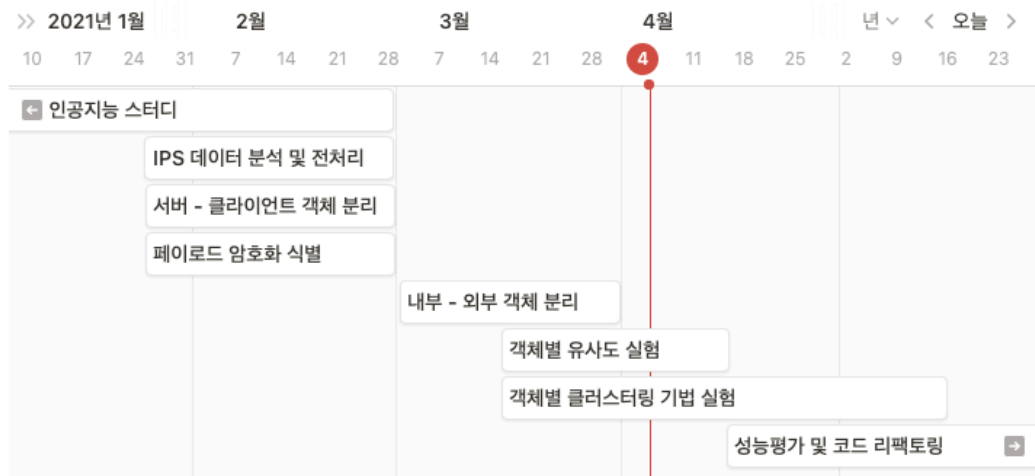 2021년 1월 2월 3월 4월 년 오늘
10 17 24 31 7 14 21 28 7 14 21 28 4 11 18 25 2 9 16 23
인공지능 스터디
IPS 데이터 분석 및 전처리
서버 - 클라이언트 객체 분리
페이로드 암호화 식별
내부 - 외부 객체 분리
객체별 유사도 실험
객체별 클러스터링 기법 실험
성능평가 및 코드 리팩토링